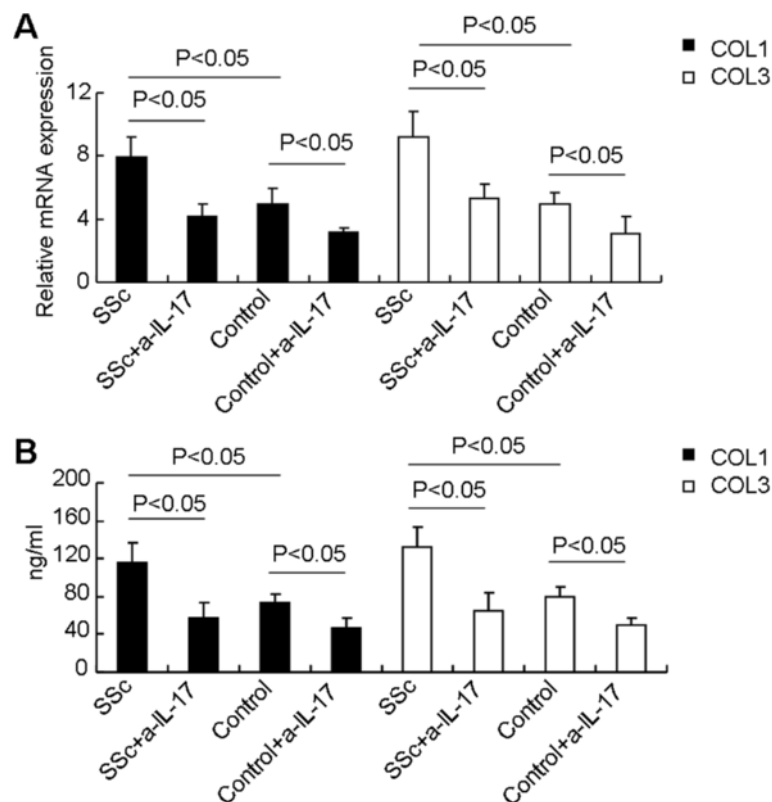 A
P<0.05
P<0.05
P<0.05
P<0.05
P<0.05
P<0.05
COL1
COL3
Relative mRNA expression
12
8
4
0
SSc
SSc+a-IL-17
Control
Control+a-IL-17
SSc
SSc+a-IL-17
Control
Control+a-IL-17
B
P<0.05
P<0.05
P<0.05
P<0.05
P<0.05
P<0.05
COL1
COL3
ng/ml
200
160
120
80
40
0
SSc
SSc+a-IL-17
Control
Control+a-IL-17
SSc
SSc+a-IL-17
Control
Control+a-IL-17